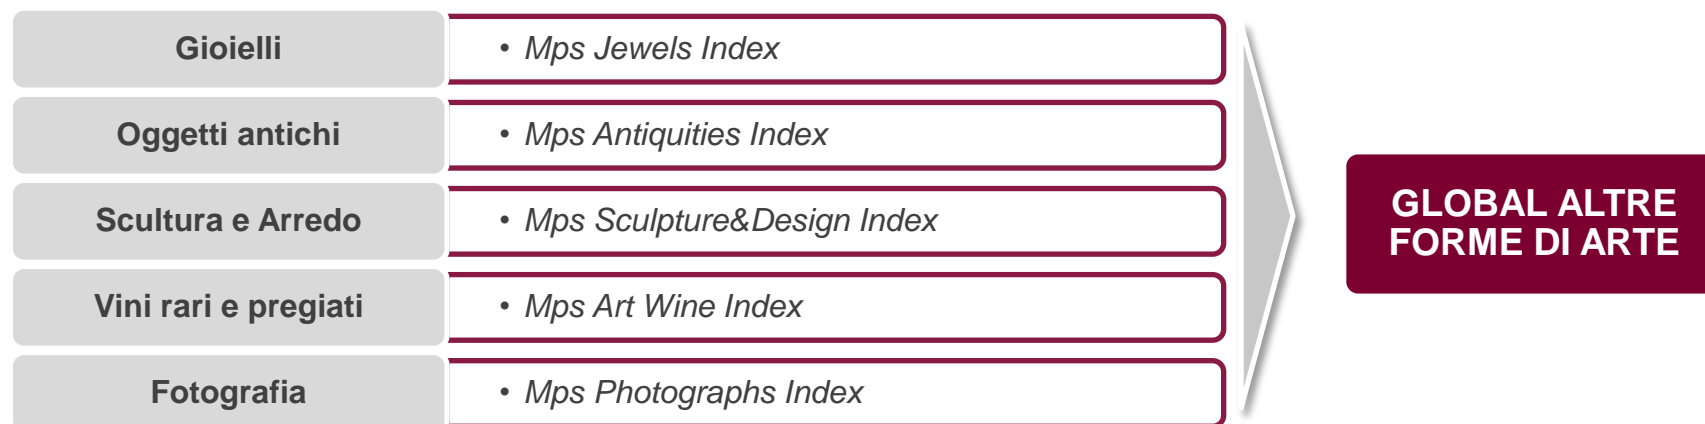 Gioielli
• Mps Jewels Index
Oggetti antichi
• Mps Antiquities Index
Scultura e Arredo
• Mps Sculpture&Design Index
Vini rari e pregiati
• Mps Art Wine Index
Fotografia
• Mps Photographs Index
GLOBAL ALTRE
FORME DI ARTE